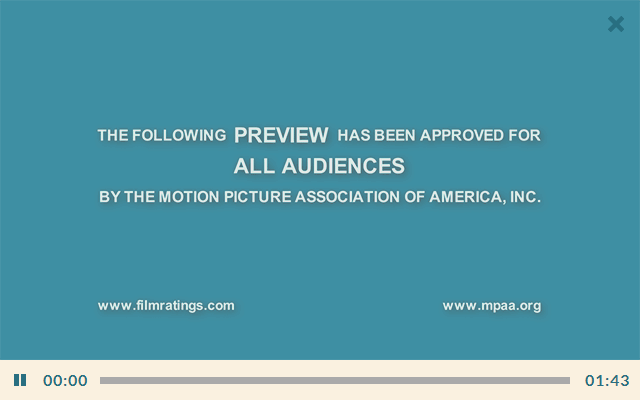 THE FOLLOWING PREVIEW HAS BEEN APPROVED FOR
ALL AUDIENCES
BY THE MOTION PICTURE ASSOCIATION OF AMERICA, INC.
www.filmratings.com www.mpaa.org
00:00 01:43